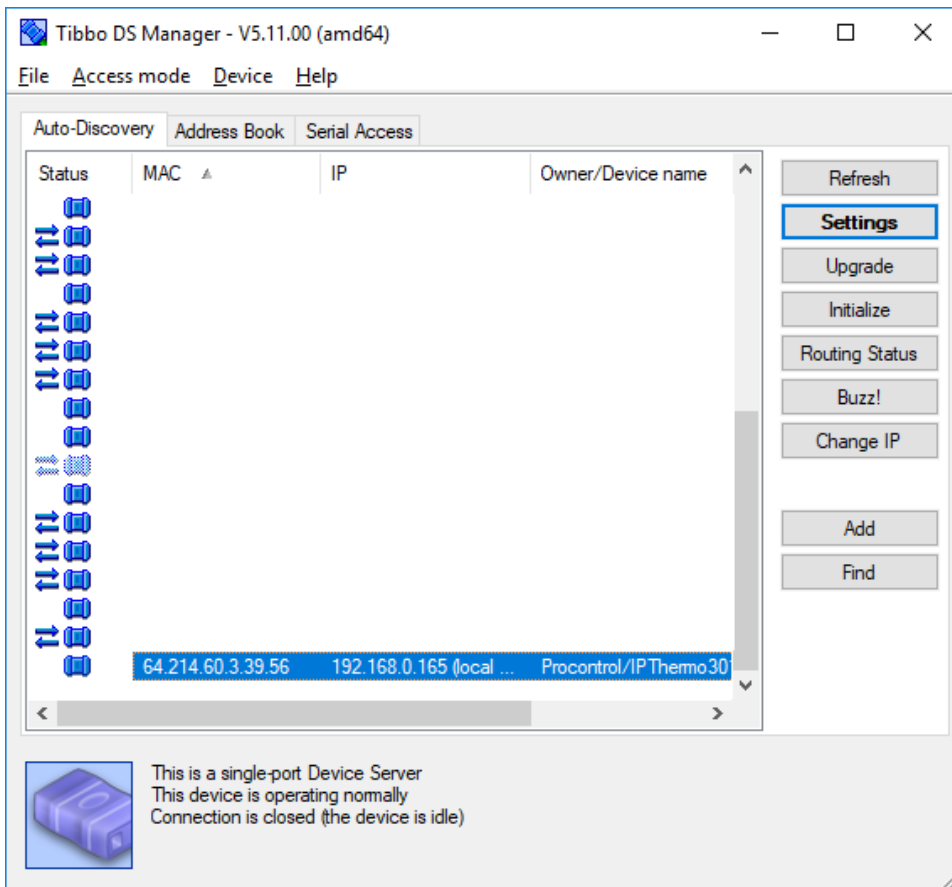 Tibbo DS Manager - V5.11.00 (amd64)
File Access mode Device Help
Auto-Discovery Address Book Serial Access
Status MAC IP Owner/Device name
Refresh
Settings
Upgrade
Initialize
Routing Status
Buzz!
Change IP
Add
Find
64.214.60.3.39.56 192.168.0.165 (local ... Procontrol/IPThermo30
This is a single-port Device Server
This device is operating normally
Connection is closed (the device is idle)